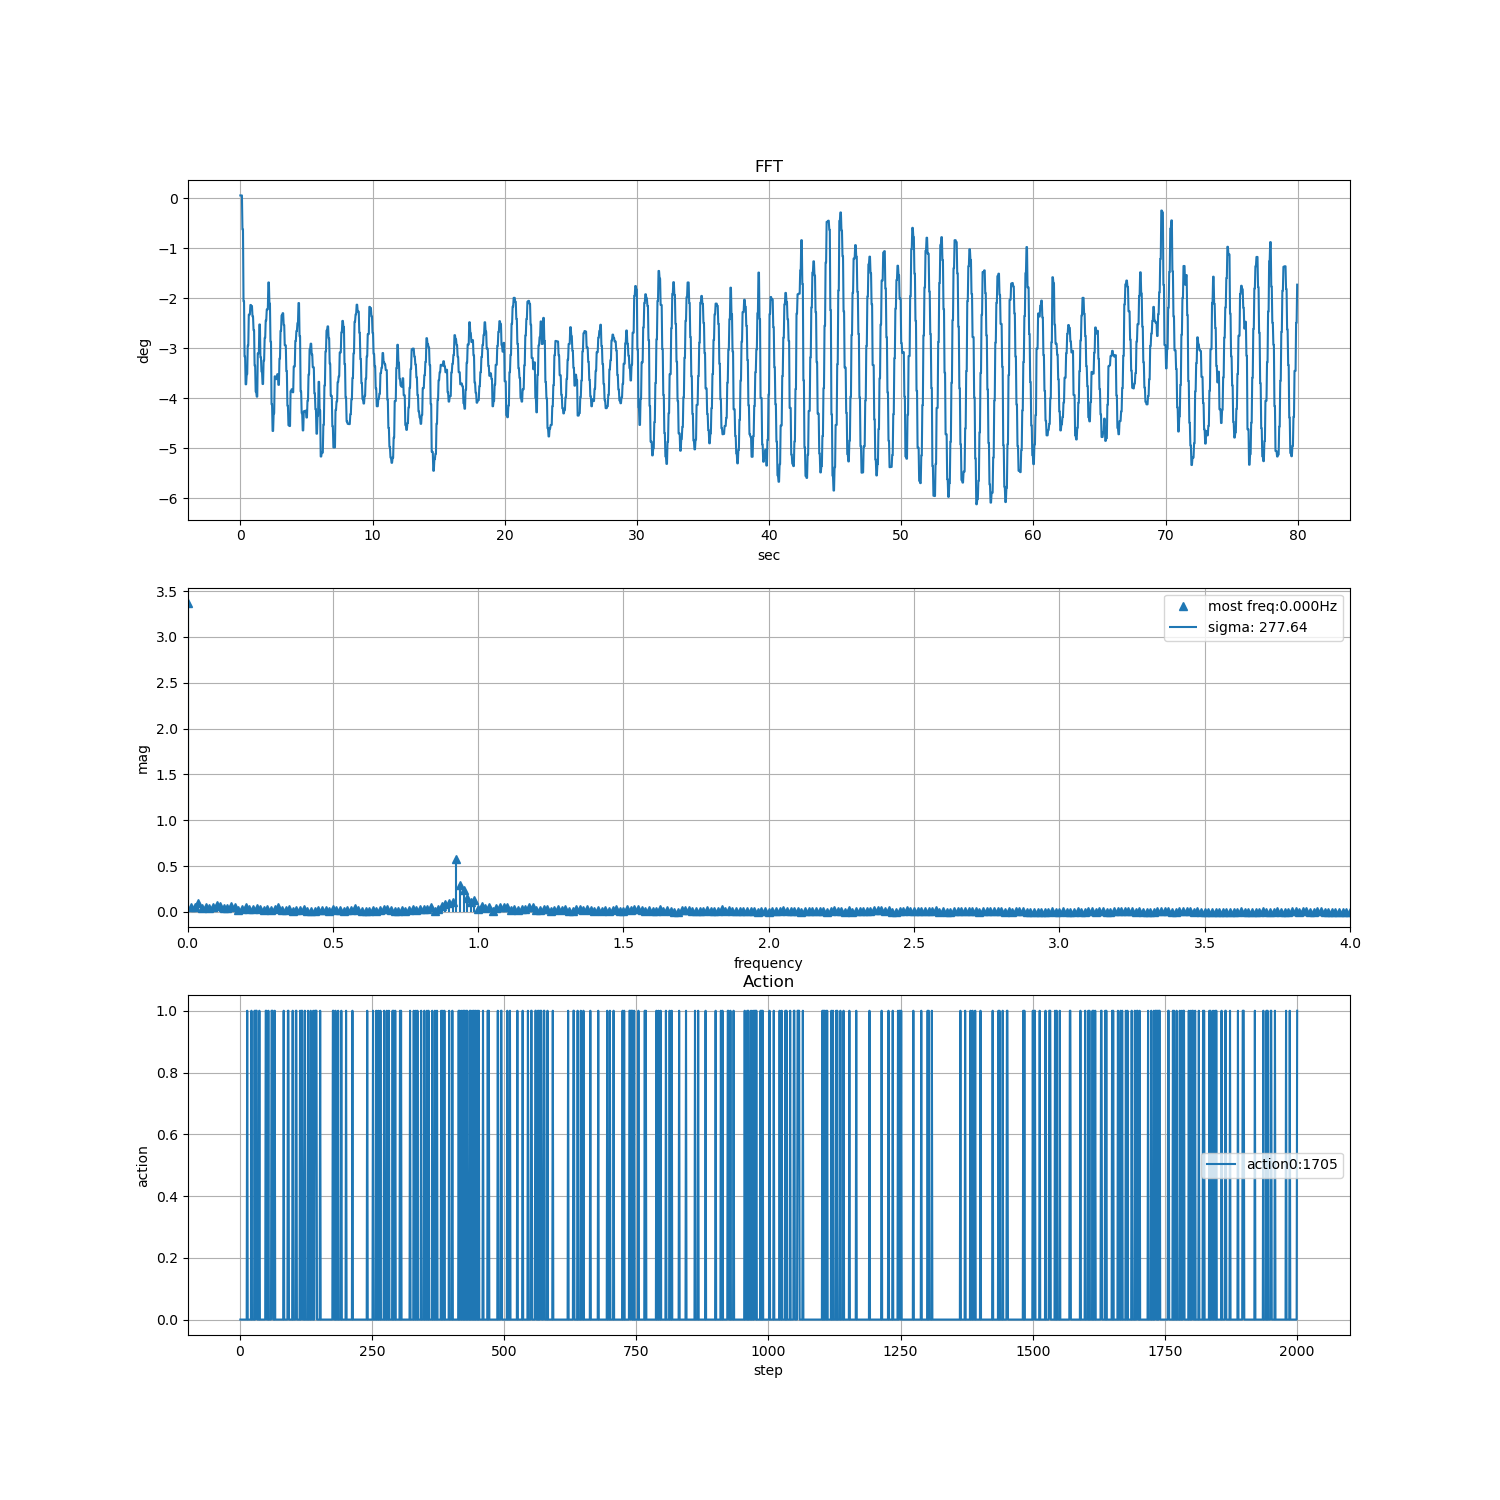 FFT
0
−1
−2
−3
−4
−5
−6
deg
0 10 20 30 40 50 60 70 80
sec
3.5
3.0
2.5
2.0
1.5
1.0
0.5
0.0
mag
most freq:0.000Hz
sigma: 277.64
0.0 0.5 1.0 1.5 2.0 2.5 3.0 3.5 4.0
frequency
Action
1.0
0.8
0.6
0.4
0.2
0.0
action
action0:1705
0 250 500 750 1000 1250 1500 1750 2000
step